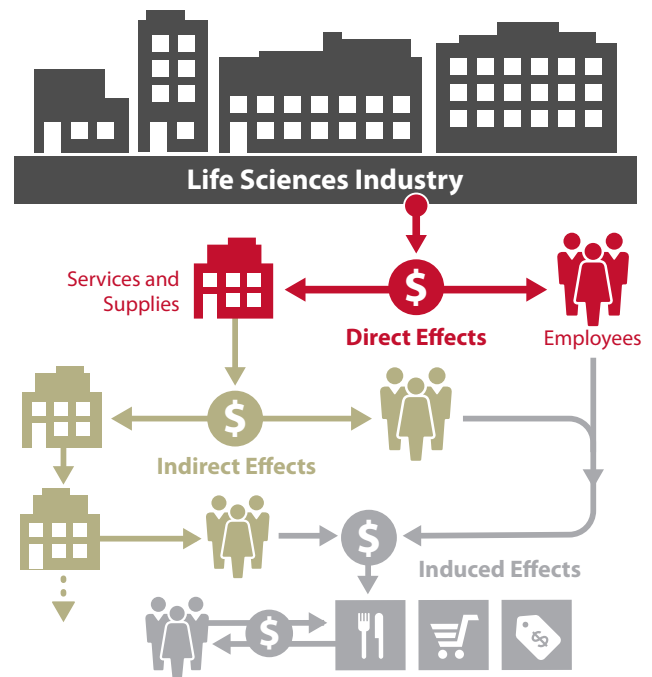 Life Sciences Industry
Services and
Supplies
$
Direct Effects
Employees
$
Indirect Effects
$
Induced Effects
$
$